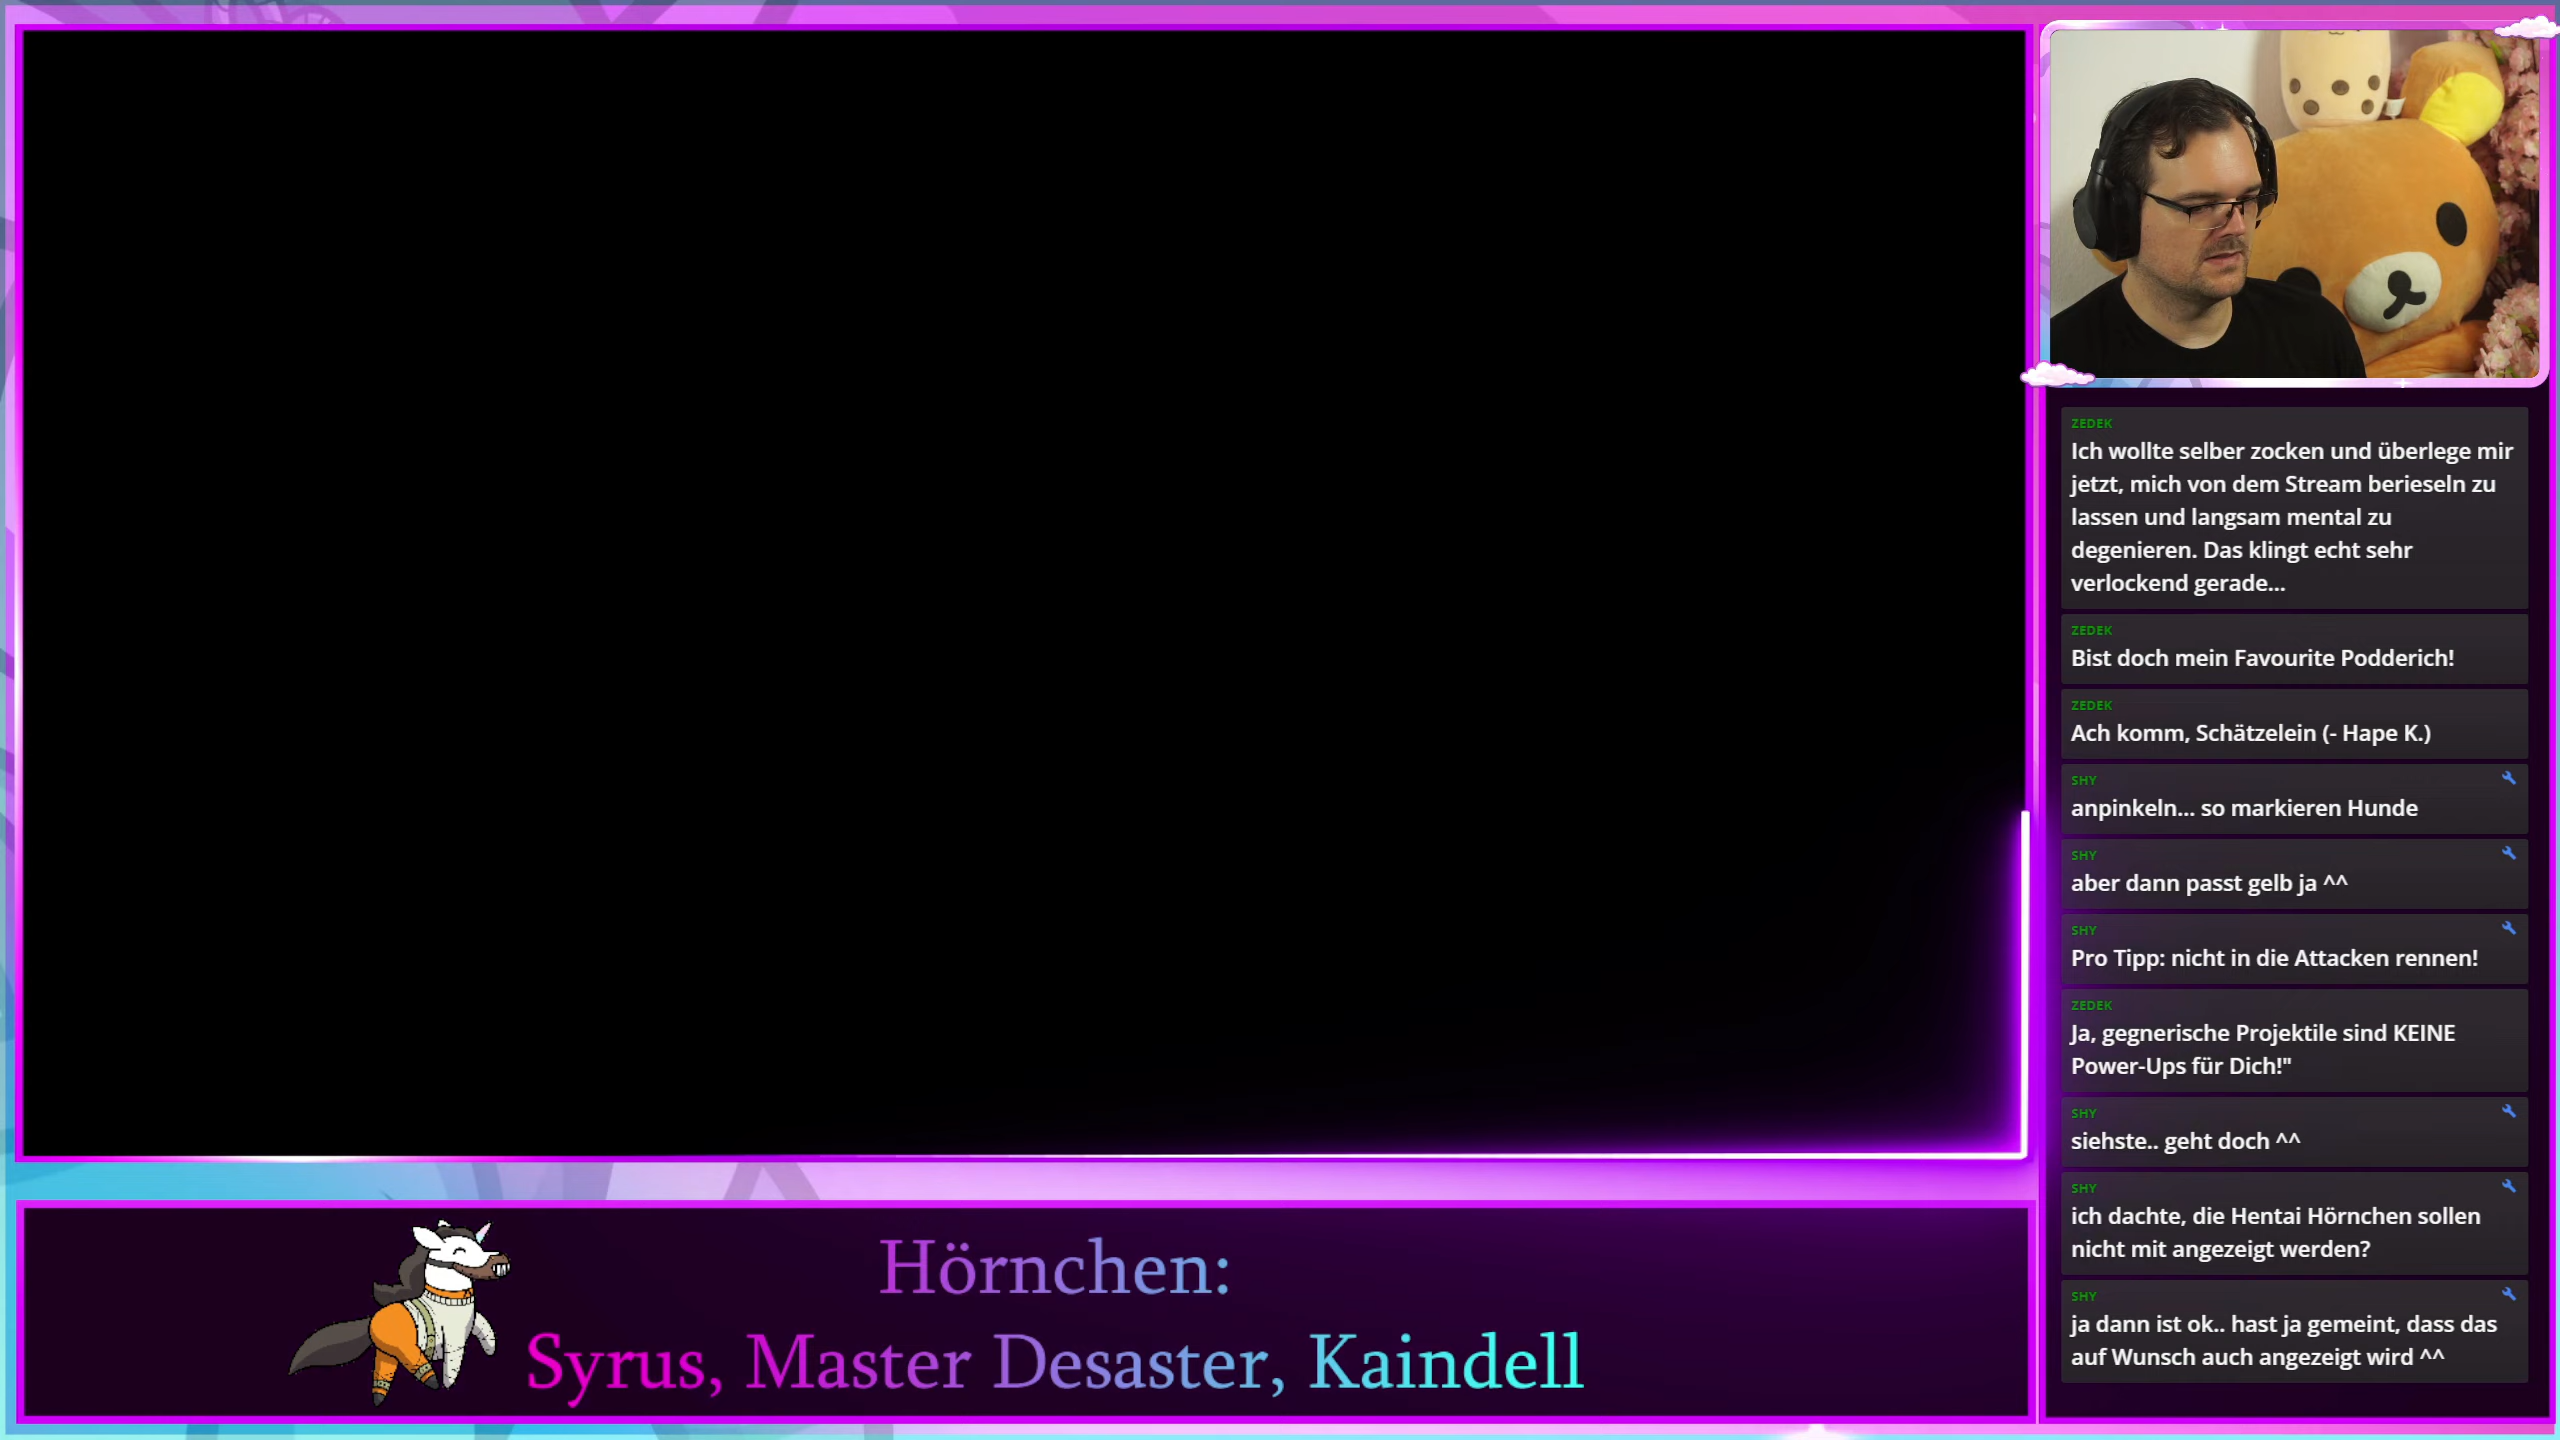 ZEDEK
Ich wollte selber zocken und überlege mir
jetzt, mich von dem Stream berieseln zu
lassen und langsam mental zu
degenieren. Das klingt echt sehr
verlockend gerade...
ZEDEK
Bist doch mein Favourite Podderich!
ZEDEK
Ach komm, Schätzelein (- Hape K.)
SHY
anpinkeln... so markieren Hunde
SHY
aber dann passt gelb ja ^^
SHY
Pro Tipp: nicht in die Attacken rennen!
ZEDEK
Ja, gegnerische Projektile sind KEINE
Power-Ups für Dich!"
SHY
siehste.. geht doch ^^
SHY
ich dachte, die Hentai Hörnchen sollen
nicht mit angezeigt werden?
SHY
ja dann ist ok.. hast ja gemeint, dass das
auf Wunsch auch angezeigt wird ^^
Hörnchen:
Syrus, Master Desaster, Kaindell